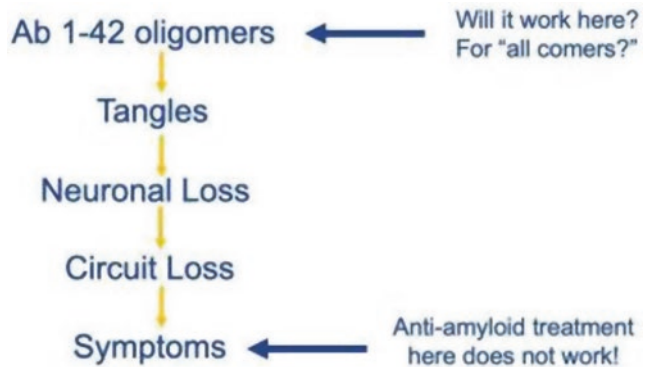 Ab 1-42 oligomers
Will it work here?
For “all comers?”
Tangles
Neuronal Loss
Circuit Loss
Symptoms
Anti-amyloid treatment
here does not work!